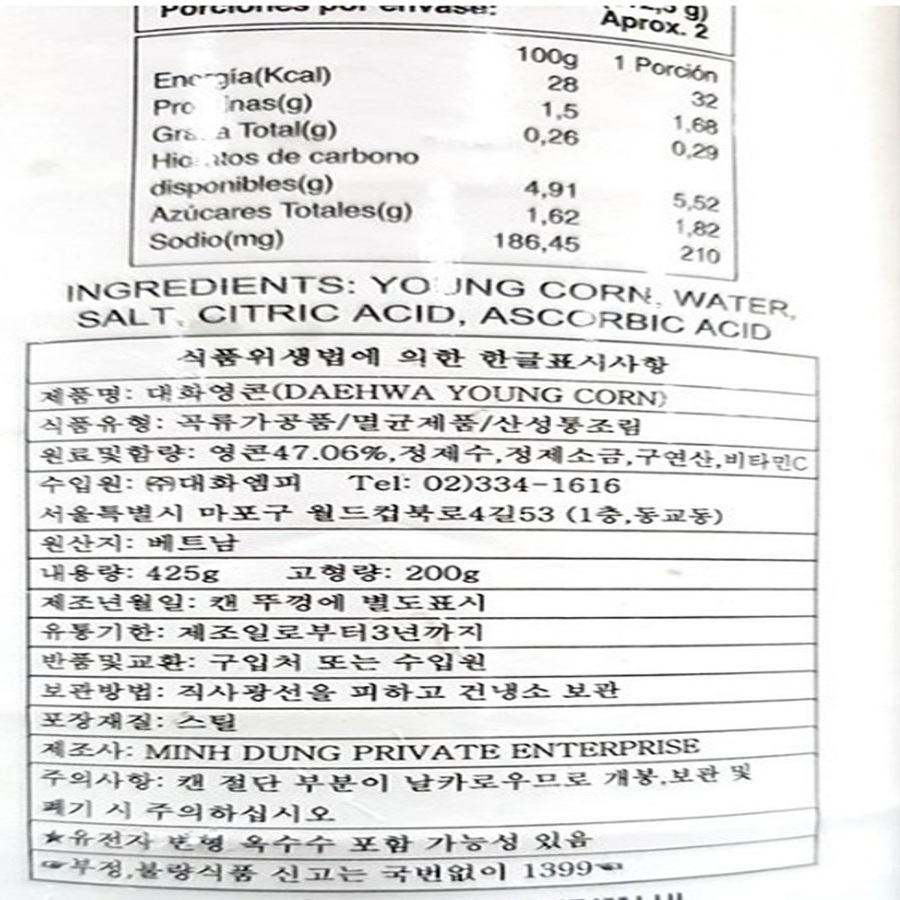 Porciones por envase: Aprox. 2
100g 1 Porción
Energía(Kcal) 28 32
Proteínas(g) 1,5 1,68
Grasa Total(g) 0,26 0,29
Hidratos de carbono
disponibles(g) 4,91 5,52
Azúcares Totales(g) 1,62 1,82
Sodio(mg) 186,45 210
INGREDIENTS: YOUNG CORN, WATER,
SALT, CITRIC ACID, ASCORBIC ACID
식품위생법에 의한 한글표시사항
제품명: 대화영콘(DAEHWA YOUNG CORN)
식품유형: 곡류가공품/멸균제품/산성통조림
원료및함량: 영콘47.06%,정제수,정제소금,구연산,비타민C
수입원: ㈜대화엠피 Tel: 02)334-1616
서울특별시 마포구 월드컵북로4길53 (1층,동교동)
원산지: 베트남
내용량: 425g 고형량: 200g
제조년월일: 캔 뚜껑에 별도표시
유통기한: 제조일로부터3년까지
반품및교환: 구입처 또는 수입원
보관방법: 직사광선을 피하고 건냉소 보관
포장재질: 스틸
제조사: MINH DUNG PRIVATE ENTERPRISE
주의사항: 캔 절단 부분이 날카로우므로 개봉,보관 및
폐기 시 주의하십시오
★유전자 변형 옥수수 포함 가능성 있음
☞부정,불량식품 신고는 국번없이 1399☜